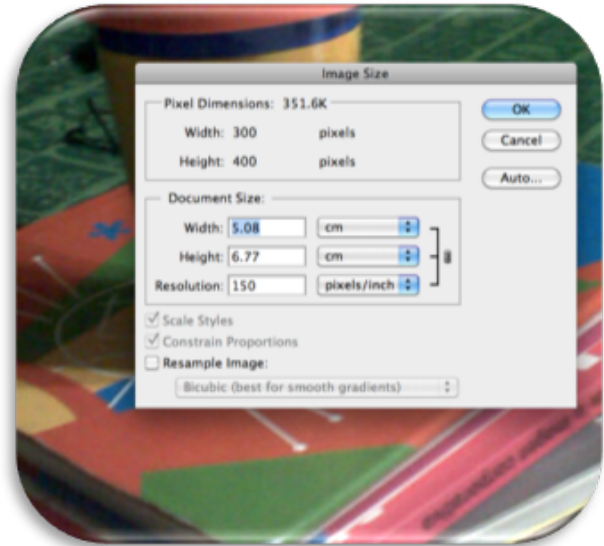 Image Size
Pixel Dimensions: 351.6K
Width: 300 pixels
Height: 400 pixels
OK
Cancel
Auto...
Document Size:
Width: 5.08 cm
Height: 6.77 cm
Resolution: 150 pixels/inch
Scale Styles
Constrain Proportions
Resample Image:
Bicubic (best for smooth gradients)